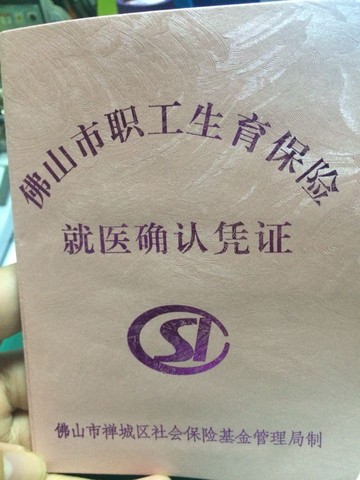 佛山市职工生育保险
就医确认凭证
SI
佛山市禅城区社会保险基金管理局制